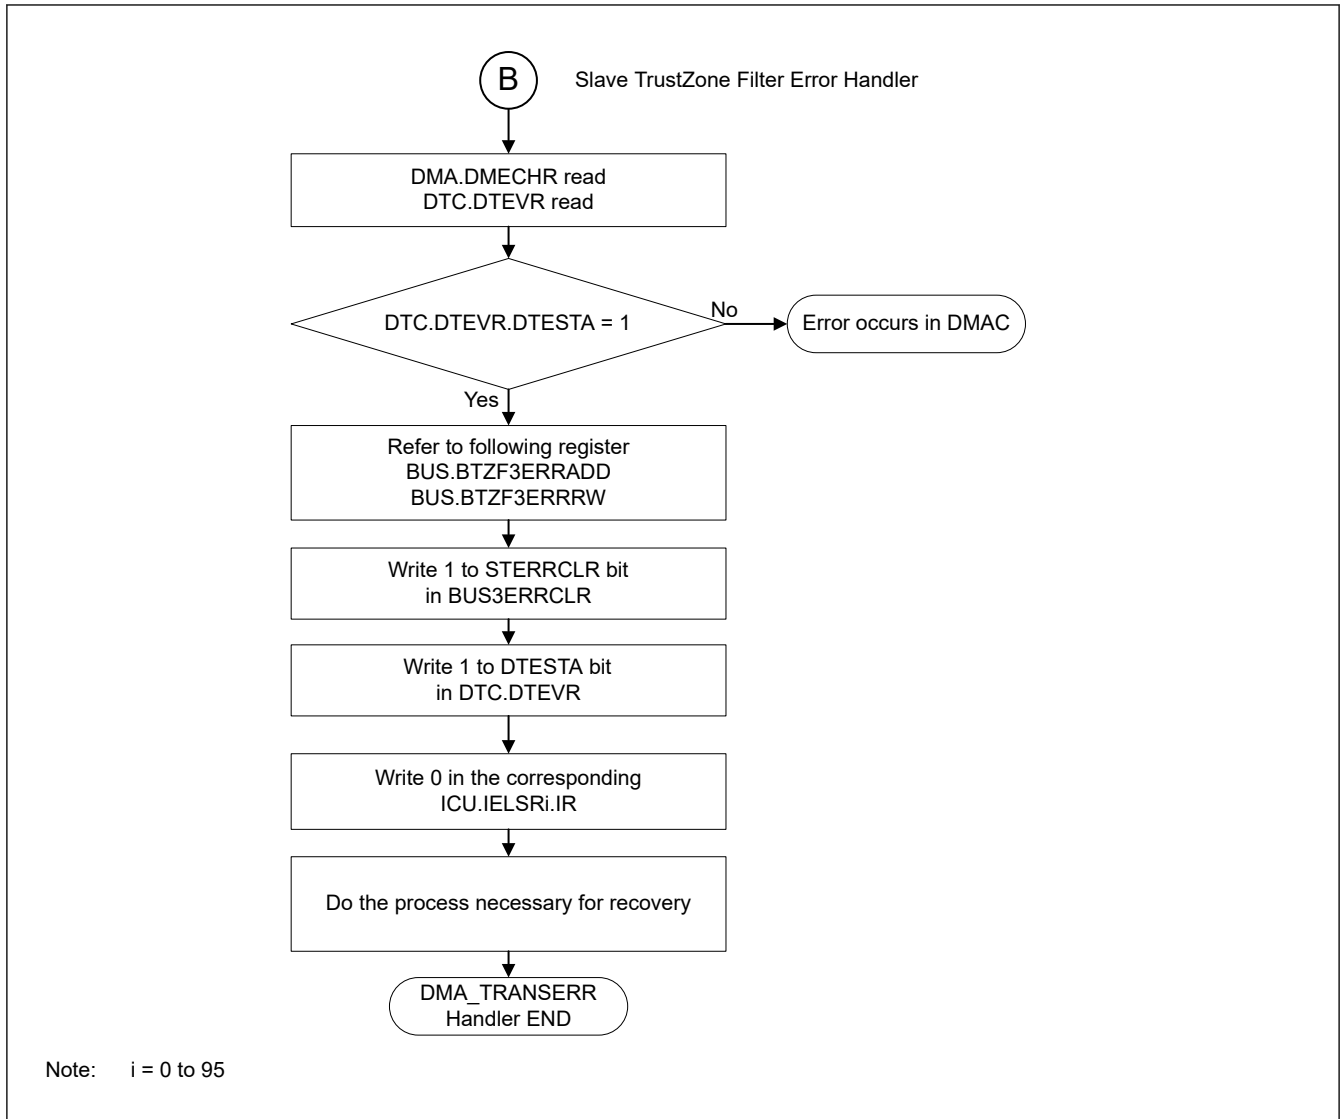 B
Slave TrustZone Filter Error Handler
DMA.DMECHR read
DTC.DTEVR read
DTC.DTEVR.DTESTA = 1
No
Error occurs in DMAC
Yes
Refer to following register
BUS.BTZF3ERRADD
BUS.BTZF3ERRRW
Write 1 to STERRCLR bit
in BUS3ERRCLR
Write 1 to DTESTA bit
in DTC.DTEVR
Write 0 in the corresponding
ICU.IELSRi.IR
Do the process necessary for recovery
DMA_TRANSERR
Handler END
Note: i = 0 to 95